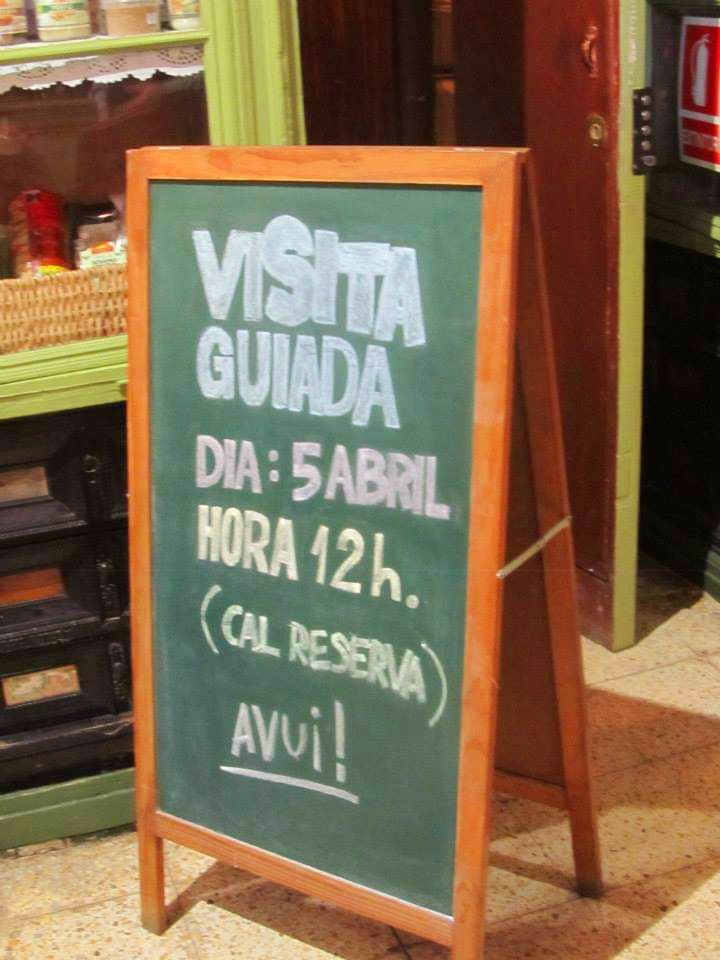 VISITA
GUIADA
DIA: 5 ABRIL
HORA 12h.
(CAL RESERVA)
AVUi!